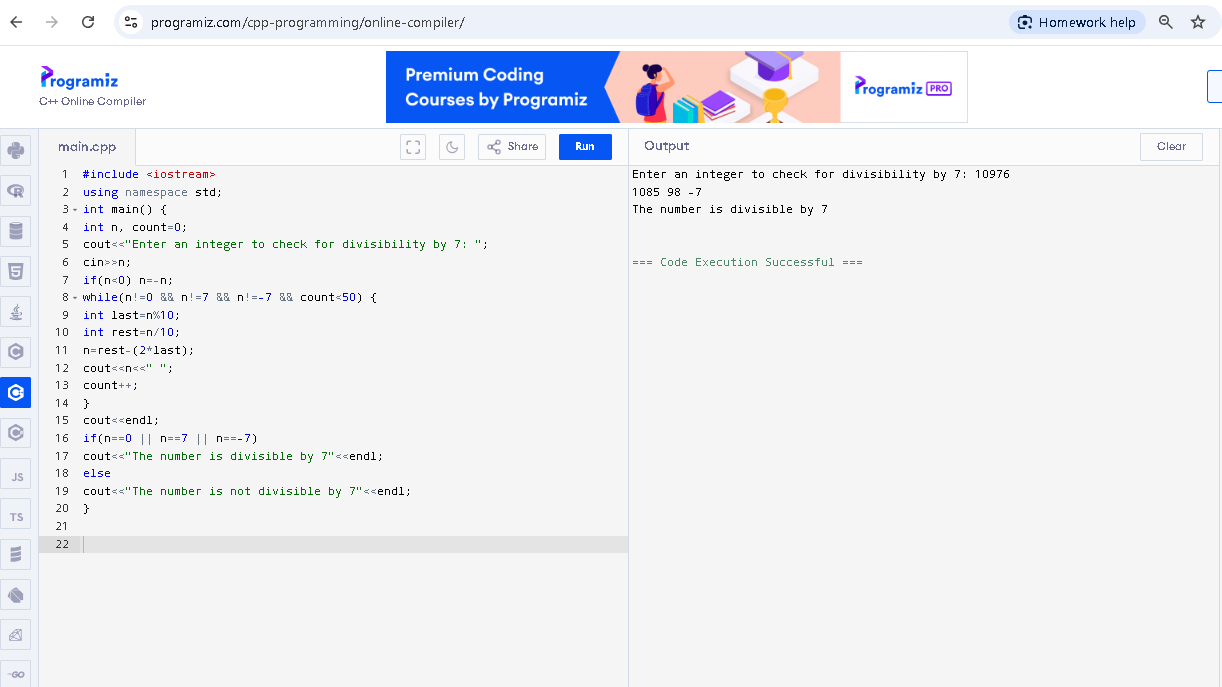 programiz.com/cpp-programming/online-compiler/
Homework help
Programiz
C++ Online Compiler
Premium Coding
Courses by Programiz
Programiz PRO
main.cpp
Share
Run
Output
Clear
1 #include <iostream>
2 using namespace std;
3 int main() {
4 int n, count=0;
5 cout<<"Enter an integer to check for divisibility by 7: ";
6 cin>>n;
7 if(n<0) n=-n;
8 while(n!=0 && n!=7 && n!=-7 && count<50) {
9 int last=n%10;
10 int rest=n/10;
11 n=rest-(2*last);
12 cout<<n<<" ";
13 count++;
14 }
15 cout<<endl;
16 if(n==0 || n==7 || n==-7)
17 cout<<"The number is divisible by 7"<<endl;
18 else
19 cout<<"The number is not divisible by 7"<<endl;
20 }
21
22
Enter an integer to check for divisibility by 7: 10976
1085 98 -7
The number is divisible by 7
=== Code Execution Successful ===
JS
TS
GO